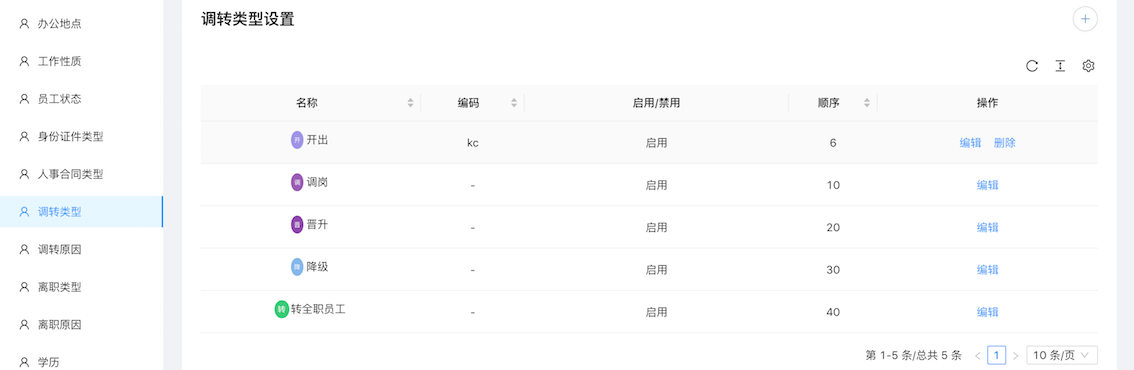 办公地点
工作性质
员工状态
身份证件类型
人事合同类型
调转类型
调转原因
离职类型
离职原因
学历
调转类型设置
名称 编码 启用/禁用 顺序 操作
开 开出 kc 启用 6 编辑 删除
调 调岗 - 启用 10 编辑
晋 晋升 - 启用 20 编辑
降 降级 - 启用 30 编辑
转 转全职员工 - 启用 40 编辑
第 1-5 条/总共 5 条 1 10 条/页